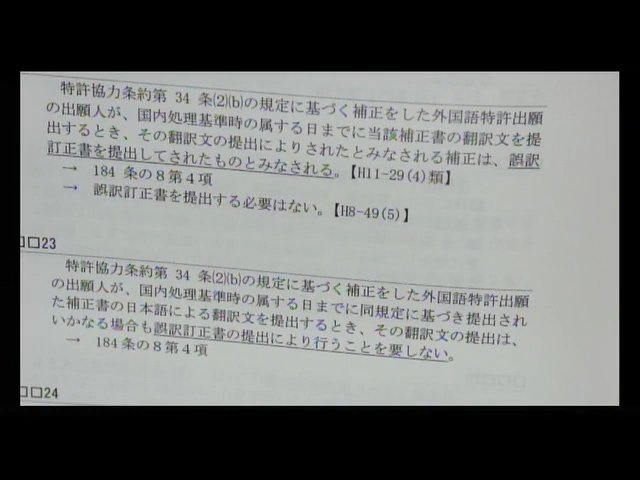 特許協力条約第 34 条(2)(b)の規定に基づく補正をした外国語特許出願
の出願人が、国内処理基準時の属する日までに当該補正書の翻訳文を提
出するとき、その翻訳文の提出によりされたとみなされる補正は、誤訳
訂正書を提出してされたものとみなされる。【H11-29(4)類】
→ 184 条の8第4項
→ 誤訳訂正書を提出する必要はない。【H8-49(5)】
□□23
特許協力条約第 34 条(2)(b)の規定に基づく補正をした外国語特許出願
の出願人が、国内処理基準時の属する日までに同規定に基づき提出され
た補正書の日本語による翻訳文を提出するとき、その翻訳文の提出は、
いかなる場合も誤訳訂正書の提出により行うことを要しない。
→ 184条の8第4項
□□24